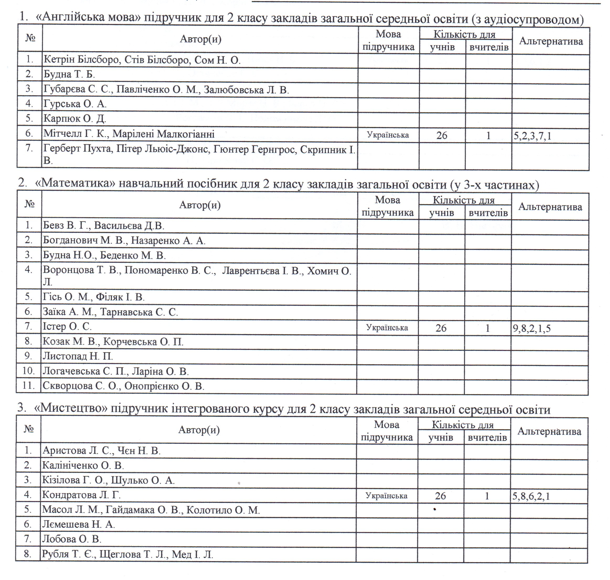 1. «Англійська мова» підручник для 2 класу закладів загальної середньої освіти (з аудіосупроводом)
№ Автор(и) Мова підручника Кількість для учнів вчителів Альтернатива
1. Кетрін Білсборо, Стів Білсборо, Сом Н. О.
2. Будна Т. Б.
3. Губарєва С. С., Павліченко О. М., Залюбовська Л. В.
4. Гурська О. А.
5. Карпюк О. Д.
6. Мітчелл Г. К., Марілені Малкогіанні Українська 26 1 5,2,3,7,1
7. Герберт Пухта, Пітер Льюіс-Джонс, Гюнтер Гернгрос, Скрипник І.
В.
2. «Математика» навчальний посібник для 2 класу закладів загальної освіти (у 3-х частинах)
№ Автор(и) Мова підручника Кількість для учнів вчителів Альтернатива
1. Бевз В. Г., Васильєва Д.В.
2. Богданович М. В., Назаренко А. А.
3. Будна Н.О., Беденко М. В.
4. Воронцова Т. В., Пономаренко В. С., Лаврентьєва І. В., Хомич О.
Л.
5. Гісь О. М., Філяк І. В.
6. Заїка А. М., Тарнавська С. С.
7. Істер О. С. Українська 26 1 9,8,2,1,5
8. Козак М. В., Корчевська О. П.
9. Листопад Н. П.
10. Логачевська С. П., Ларіна О. В.
11. Скворцова С. О., Онопрієнко О. В.
3. «Мистецтво» підручник інтегрованого курсу для 2 класу закладів загальної середньої освіти
№ Автор(и) Мова підручника Кількість для учнів вчителів Альтернатива
1. Аристова Л. С., Чєн Н. В.
2. Калініченко О. В.
3. Кізілова Г. О., Шулько О. А.
4. Кондратова Л. Г. Українська 26 1 5,8,6,2,1
5. Масол Л. М., Гайдамака О. В., Колотило О. М.
6. Лємешева Н. А.
7. Лобова О. В.
8. Рубля Т. Є., Щеглова Т. Л., Мед І. Л.